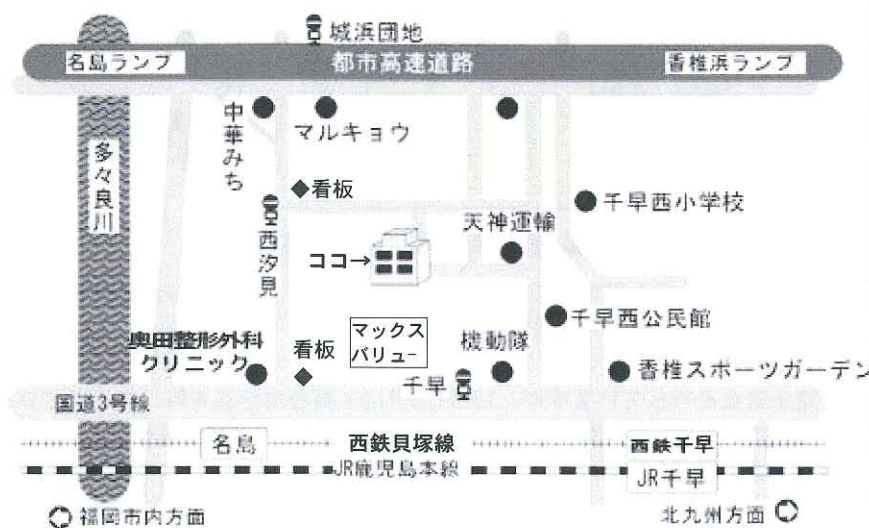 城浜団地
名島ランプ
都市高速道路
香椎浜ランプ
中華みち
マルキョウ
多々良川
◆看板
千早西小学校
西汐見
天神運輸
ココ→
千早西公民館
奥田整形外科
クリニック
看板
マックス
バリュー
機動隊
千早
香椎スポーツガーデン
国道3号線
名島
西鉄貝塚線
西鉄千早
JR鹿児島本線
JR千早
福岡市内方面
北九州方面